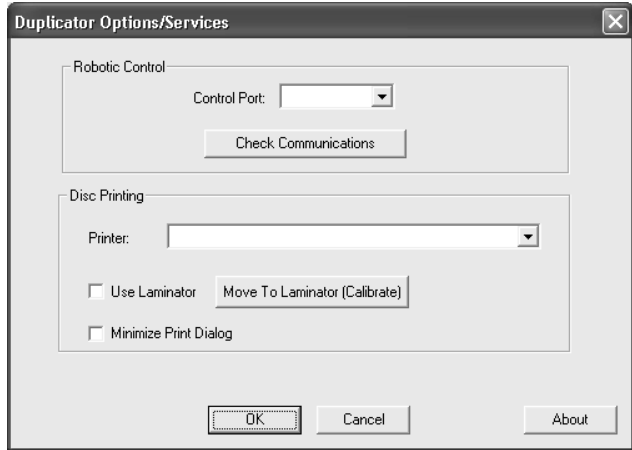 Duplicator Options/Services
Robotic Control
Control Port:
Check Communications
Disc Printing
Printer:
Use Laminator Move To Laminator (Calibrate)
Minimize Print Dialog
OK Cancel About